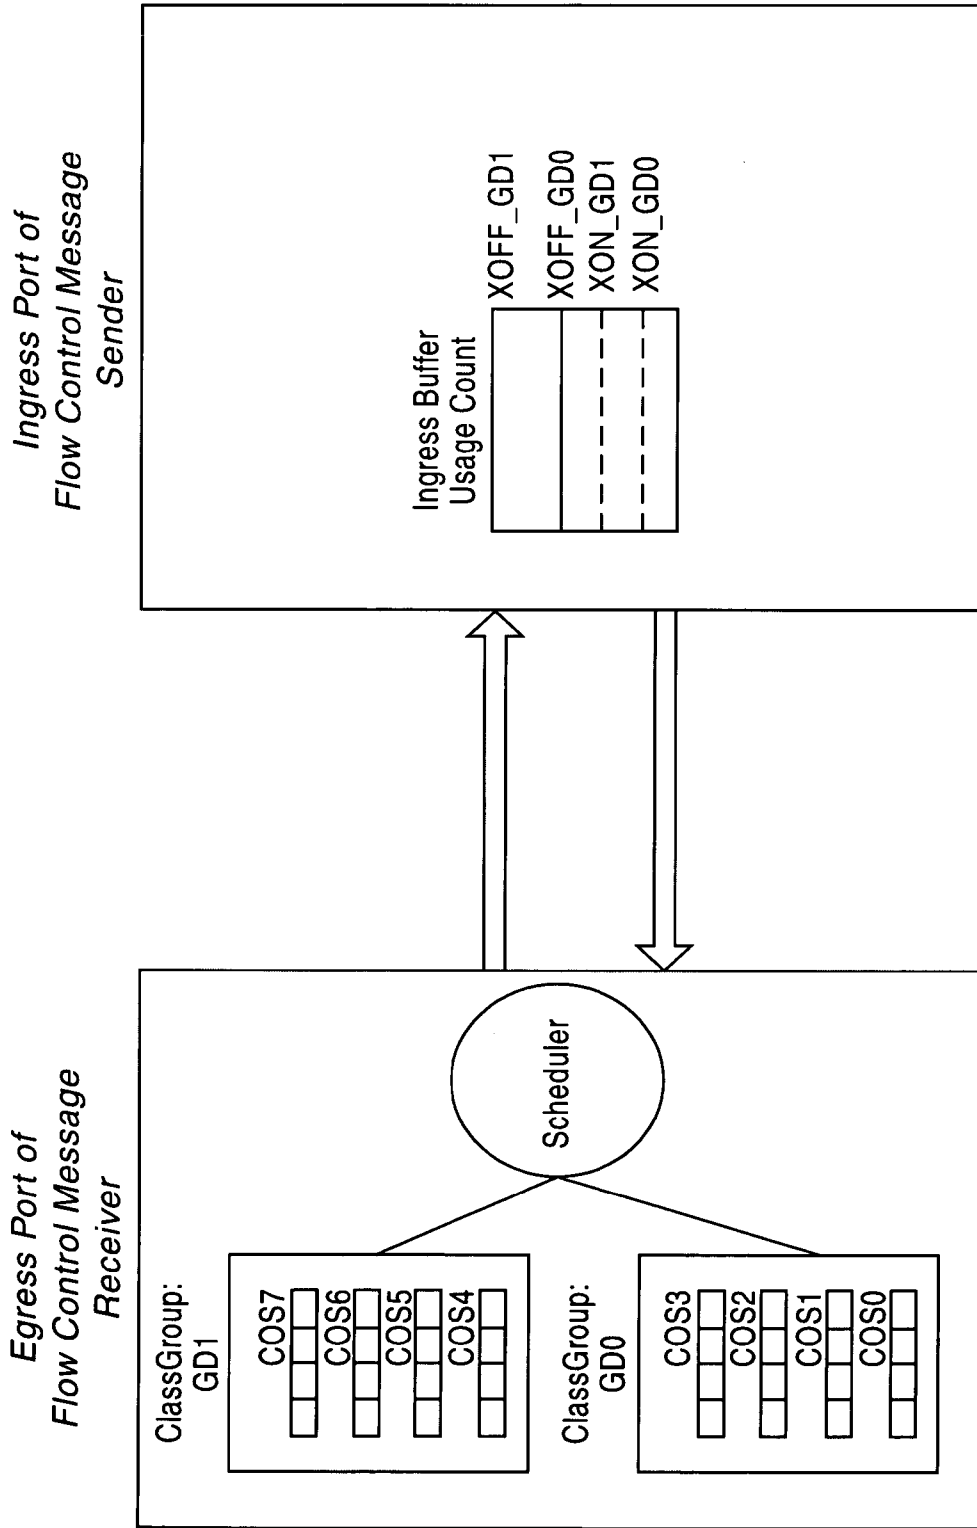 Egress Port of
Flow Control Message
Receiver
ClassGroup:
GD1
COS7
COS6
COS5
COS4
ClassGroup:
GD0
COS3
COS2
COS1
COS0
Scheduler
Ingress Port of
Flow Control Message
Sender
Ingress Buffer
Usage Count
XOFF_GD1
XOFF_GD0
XON_GD1
XON_GD0